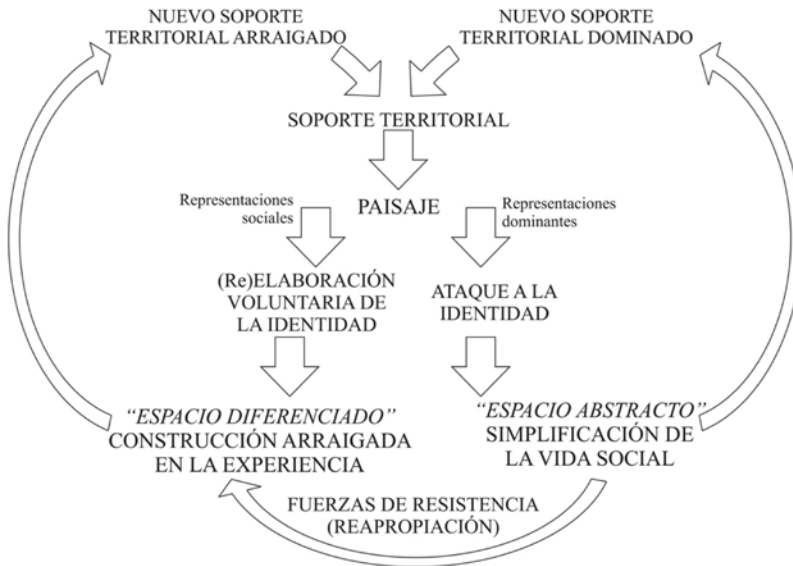 NUEVO SOPORTE
TERRITORIAL ARRAIGADO
NUEVO SOPORTE
TERRITORIAL DOMINADO
SOPORTE TERRITORIAL
PAISAJE
Representaciones
sociales
Representaciones
dominantes
(Re)ELABORACIÓN
VOLUNTARIA DE
LA IDENTIDAD
ATAQUE A LA
IDENTIDAD
“ESPACIO DIFERENCIADO”
CONSTRUCCIÓN ARRAIGADA
EN LA EXPERIENCIA
“ESPACIO ABSTRACTO”
SIMPLIFICACIÓN DE
LA VIDA SOCIAL
FUERZAS DE RESISTENCIA
(REAPROPIACIÓN)